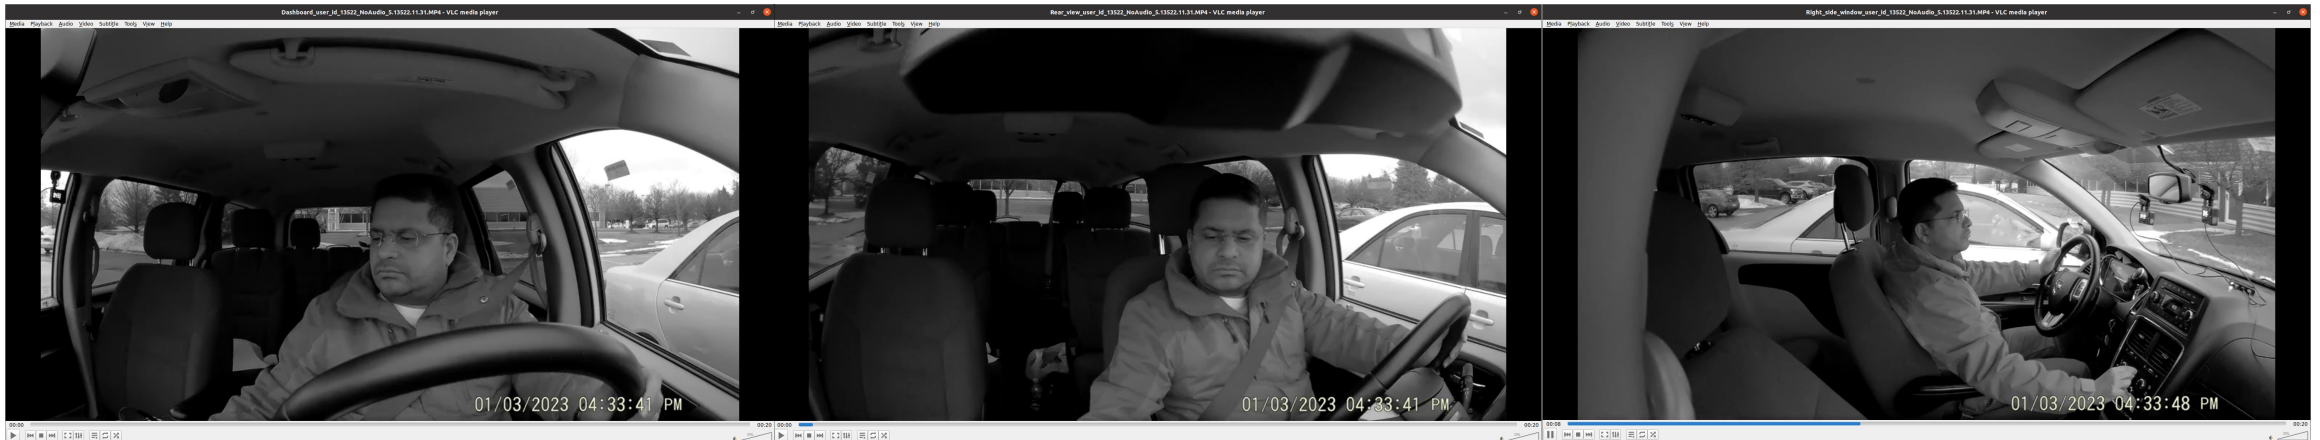 Dashboard_user_id_13522_NoAudio_5.13522.11.31.MP4 - VLC media player
Media Playback Audio Video Subtitle Tools View Help
01/03/2023 04:33:41 PM
00:00 00:20
Rear_view_user_id_13522_NoAudio_5.13522.11.31.MP4 - VLC media player
Media Playback Audio Video Subtitle Tools View Help
01/03/2023 04:33:41 PM
00:00 00:20
Right_side_window_user_id_13522_NoAudio_5.13522.11.31.MP4 - VLC media player
Media Playback Audio Video Subtitle Tools View Help
01/03/2023 04:33:48 PM
00:08 00:20